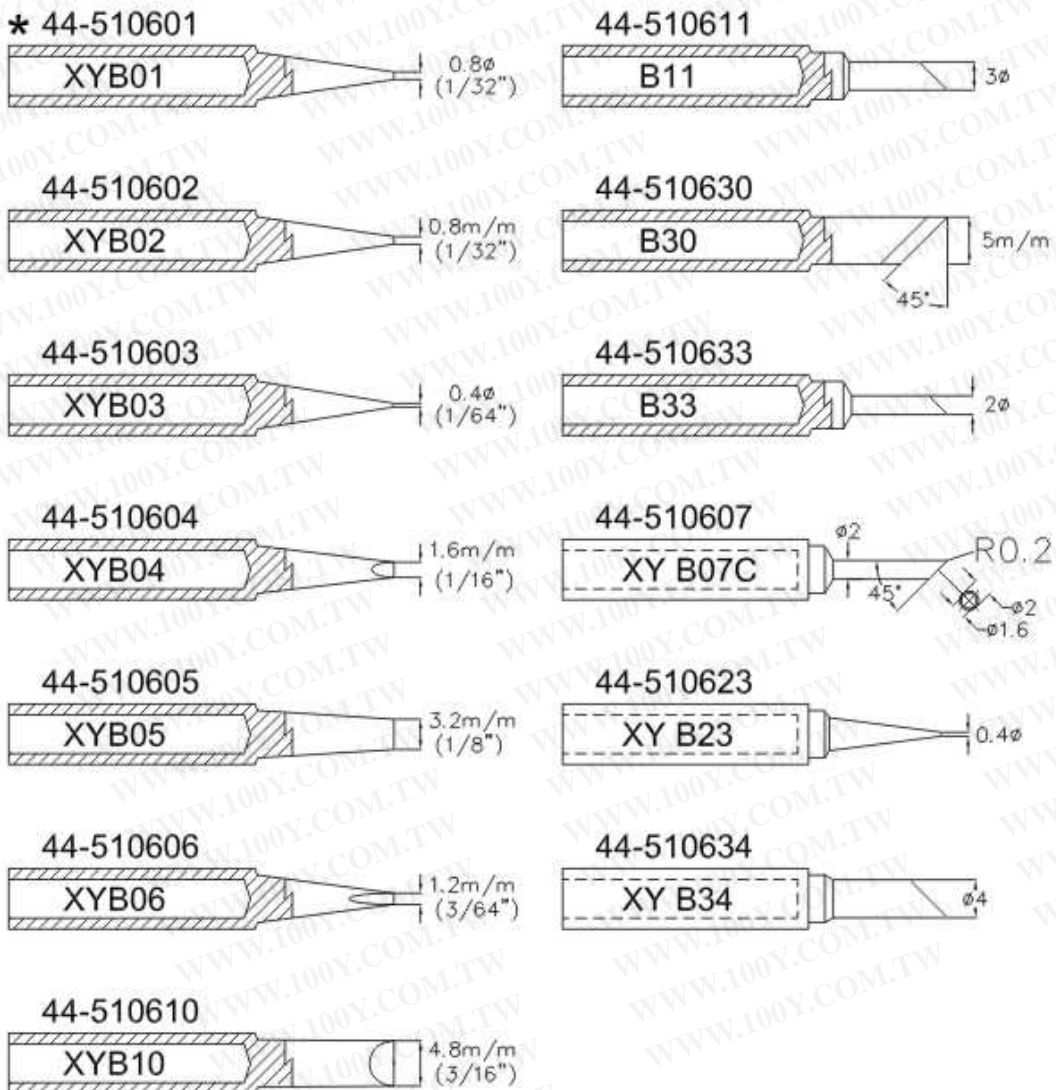 * 44-510601
XYB01
0.8ø
(1/32")
44-510602
XYB02
0.8m/m
(1/32")
44-510603
XYB03
0.4ø
(1/64")
44-510604
XYB04
1.6m/m
(1/16")
44-510605
XYB05
3.2m/m
(1/8")
44-510606
XYB06
1.2m/m
(3/64")
44-510610
XYB10
4.8m/m
(3/16")
44-510611
B11
3ø
44-510630
B30
5m/m
45°
44-510633
B33
2ø
44-510607
XY B07C
ø2
45°
R0.2
ø2
ø1.6
44-510623
XY B23
0.4ø
44-510634
XY B34
ø4
WWW.100Y.COM.TW